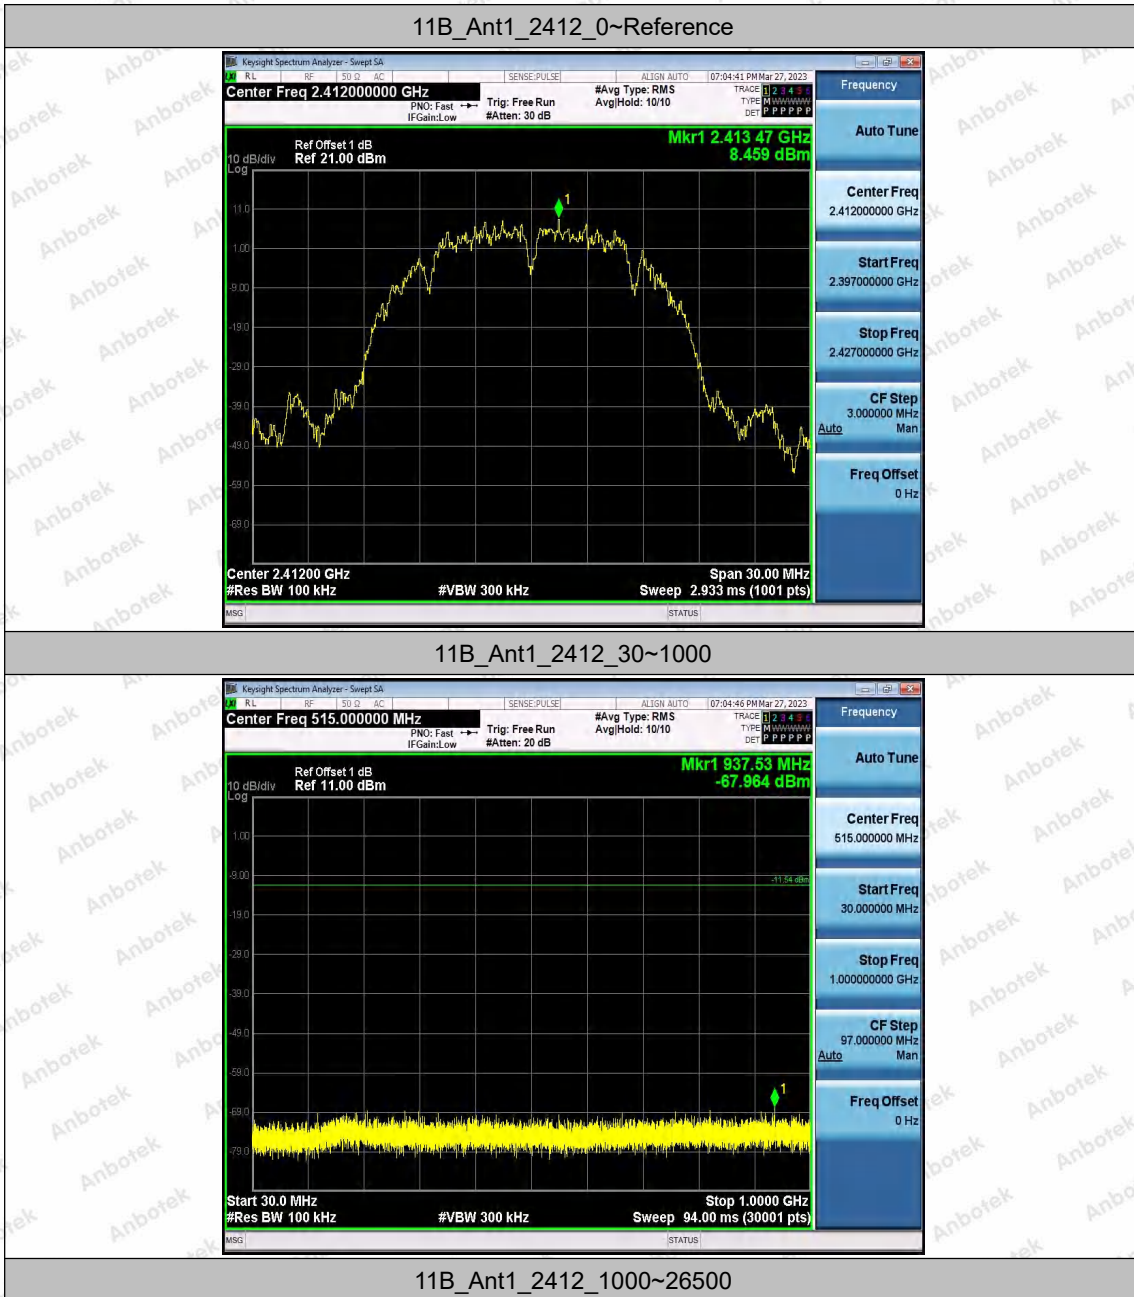 11B_Ant1_2412_0~Reference
Keysight Spectrum Analyzer - Swept SA
RL RF 50 Ω AC SENSE:PULSE ALIGN AUTO 07:04:41 PM Mar 27, 2023
Center Freq 2.412000000 GHz
PNO: Fast
IFGain:Low
Trig: Free Run
#Atten: 30 dB
#Avg Type: RMS
Avg|Hold: 10/10
TRACE 1 2 3 4 5 6
TYPE M WWWWW
DET P P P P P P
Frequency
Ref Offset 1 dB
10 dB/div Ref 21.00 dBm
Log
Mkr1 2.413 47 GHz
8.459 dBm
1
11.0
1.00
-9.00
-19.0
-29.0
-39.0
-49.0
-59.0
-69.0
Center 2.41200 GHz Span 30.00 MHz
#Res BW 100 kHz #VBW 300 kHz Sweep 2.933 ms (1001 pts)
MSG STATUS
Auto Tune
Center Freq
2.412000000 GHz
Start Freq
2.397000000 GHz
Stop Freq
2.427000000 GHz
CF Step
3.000000 MHz
Auto Man
Freq Offset
0 Hz
11B_Ant1_2412_30~1000
Keysight Spectrum Analyzer - Swept SA
RL RF 50 Ω AC SENSE:PULSE ALIGN AUTO 07:04:46 PM Mar 27, 2023
Center Freq 515.000000 MHz
PNO: Fast
IFGain:Low
Trig: Free Run
#Atten: 20 dB
#Avg Type: RMS
Avg|Hold: 10/10
TRACE 1 2 3 4 5 6
TYPE M WWWWW
DET P P P P P P
Frequency
Ref Offset 1 dB
10 dB/div Ref 11.00 dBm
Log
Mkr1 937.53 MHz
-67.964 dBm
1.00
-9.00
-11.54 dBm
-19.0
-29.0
-39.0
-49.0
-59.0
1
-69.0
-79.0
Start 30.0 MHz Stop 1.0000 GHz
#Res BW 100 kHz #VBW 300 kHz Sweep 94.00 ms (30001 pts)
MSG STATUS
Auto Tune
Center Freq
515.000000 MHz
Start Freq
30.000000 MHz
Stop Freq
1.000000000 GHz
CF Step
97.000000 MHz
Auto Man
Freq Offset
0 Hz
11B_Ant1_2412_1000~26500
Anbotek